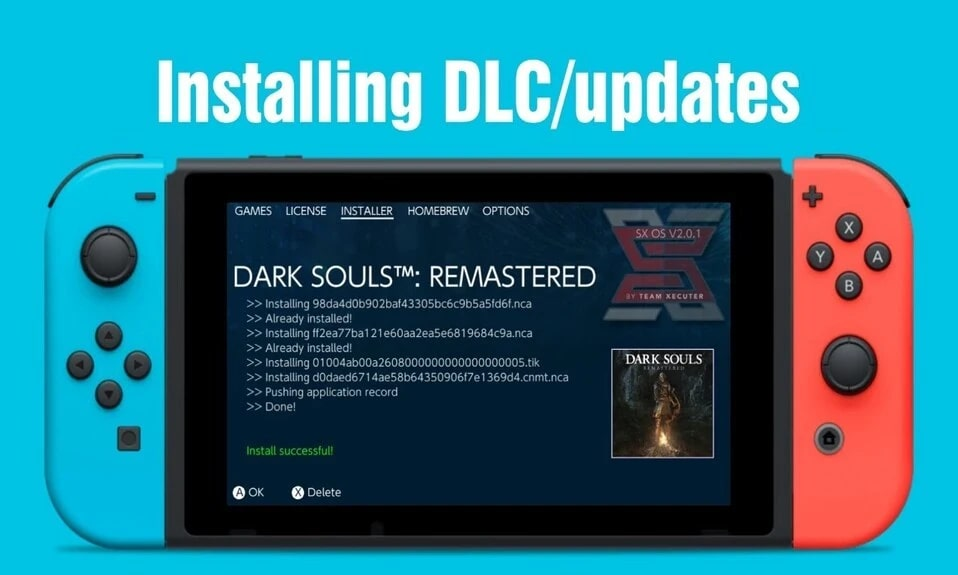 Installing DLC/updates
GAMES LICENSE INSTALLER HOMEBREW OPTIONS
SX OS V2.0.1
DARK SOULS™: REMASTERED
BY TEAM XECUTER
>> Installing 98da4d0b902baf43305bc6c9b5a5fd6f.nca
>> Already installed!
>> Installing ff2ea77ba121e60aa2ea5e6819684c9a.nca
>> Already installed!
>> Installing 01004ab00a2608000000000000000005.tik
>> Installing d0daed6714ae58b64350906f7e1369d4.cnmt.nca
>> Pushing application record
>> Done!
DARK SOULS
REMASTERED
Install successful!
A OK X Delete
X
Y A
B